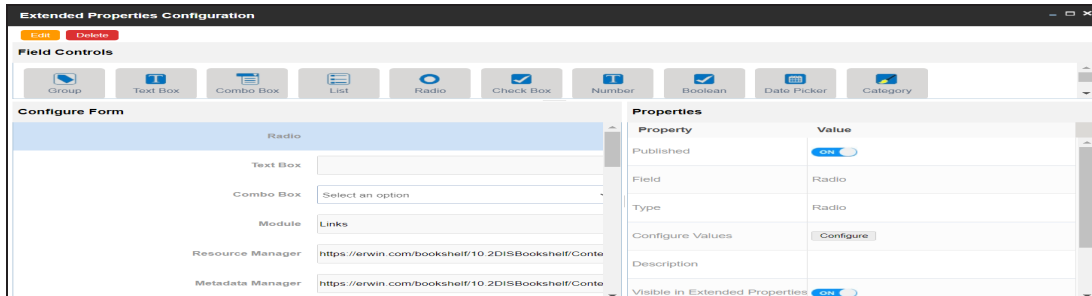 Extended Properties Configuration
Edit Delete
Field Controls
Group Text Box Combo Box List Radio Check Box Number Boolean Date Picker Category
Configure Form
Properties
Property Value
Radio
Published ON
Text Box
Field Radio
Combo Box Select an option
Type Radio
Module Links
Configure Values Configure
Resource Manager https://erwin.com/bookshelf/10.2DISBookshelf/Conte
Description
Metadata Manager https://erwin.com/bookshelf/10.2DISBookshelf/Conte
Visible in Extended Properties ON